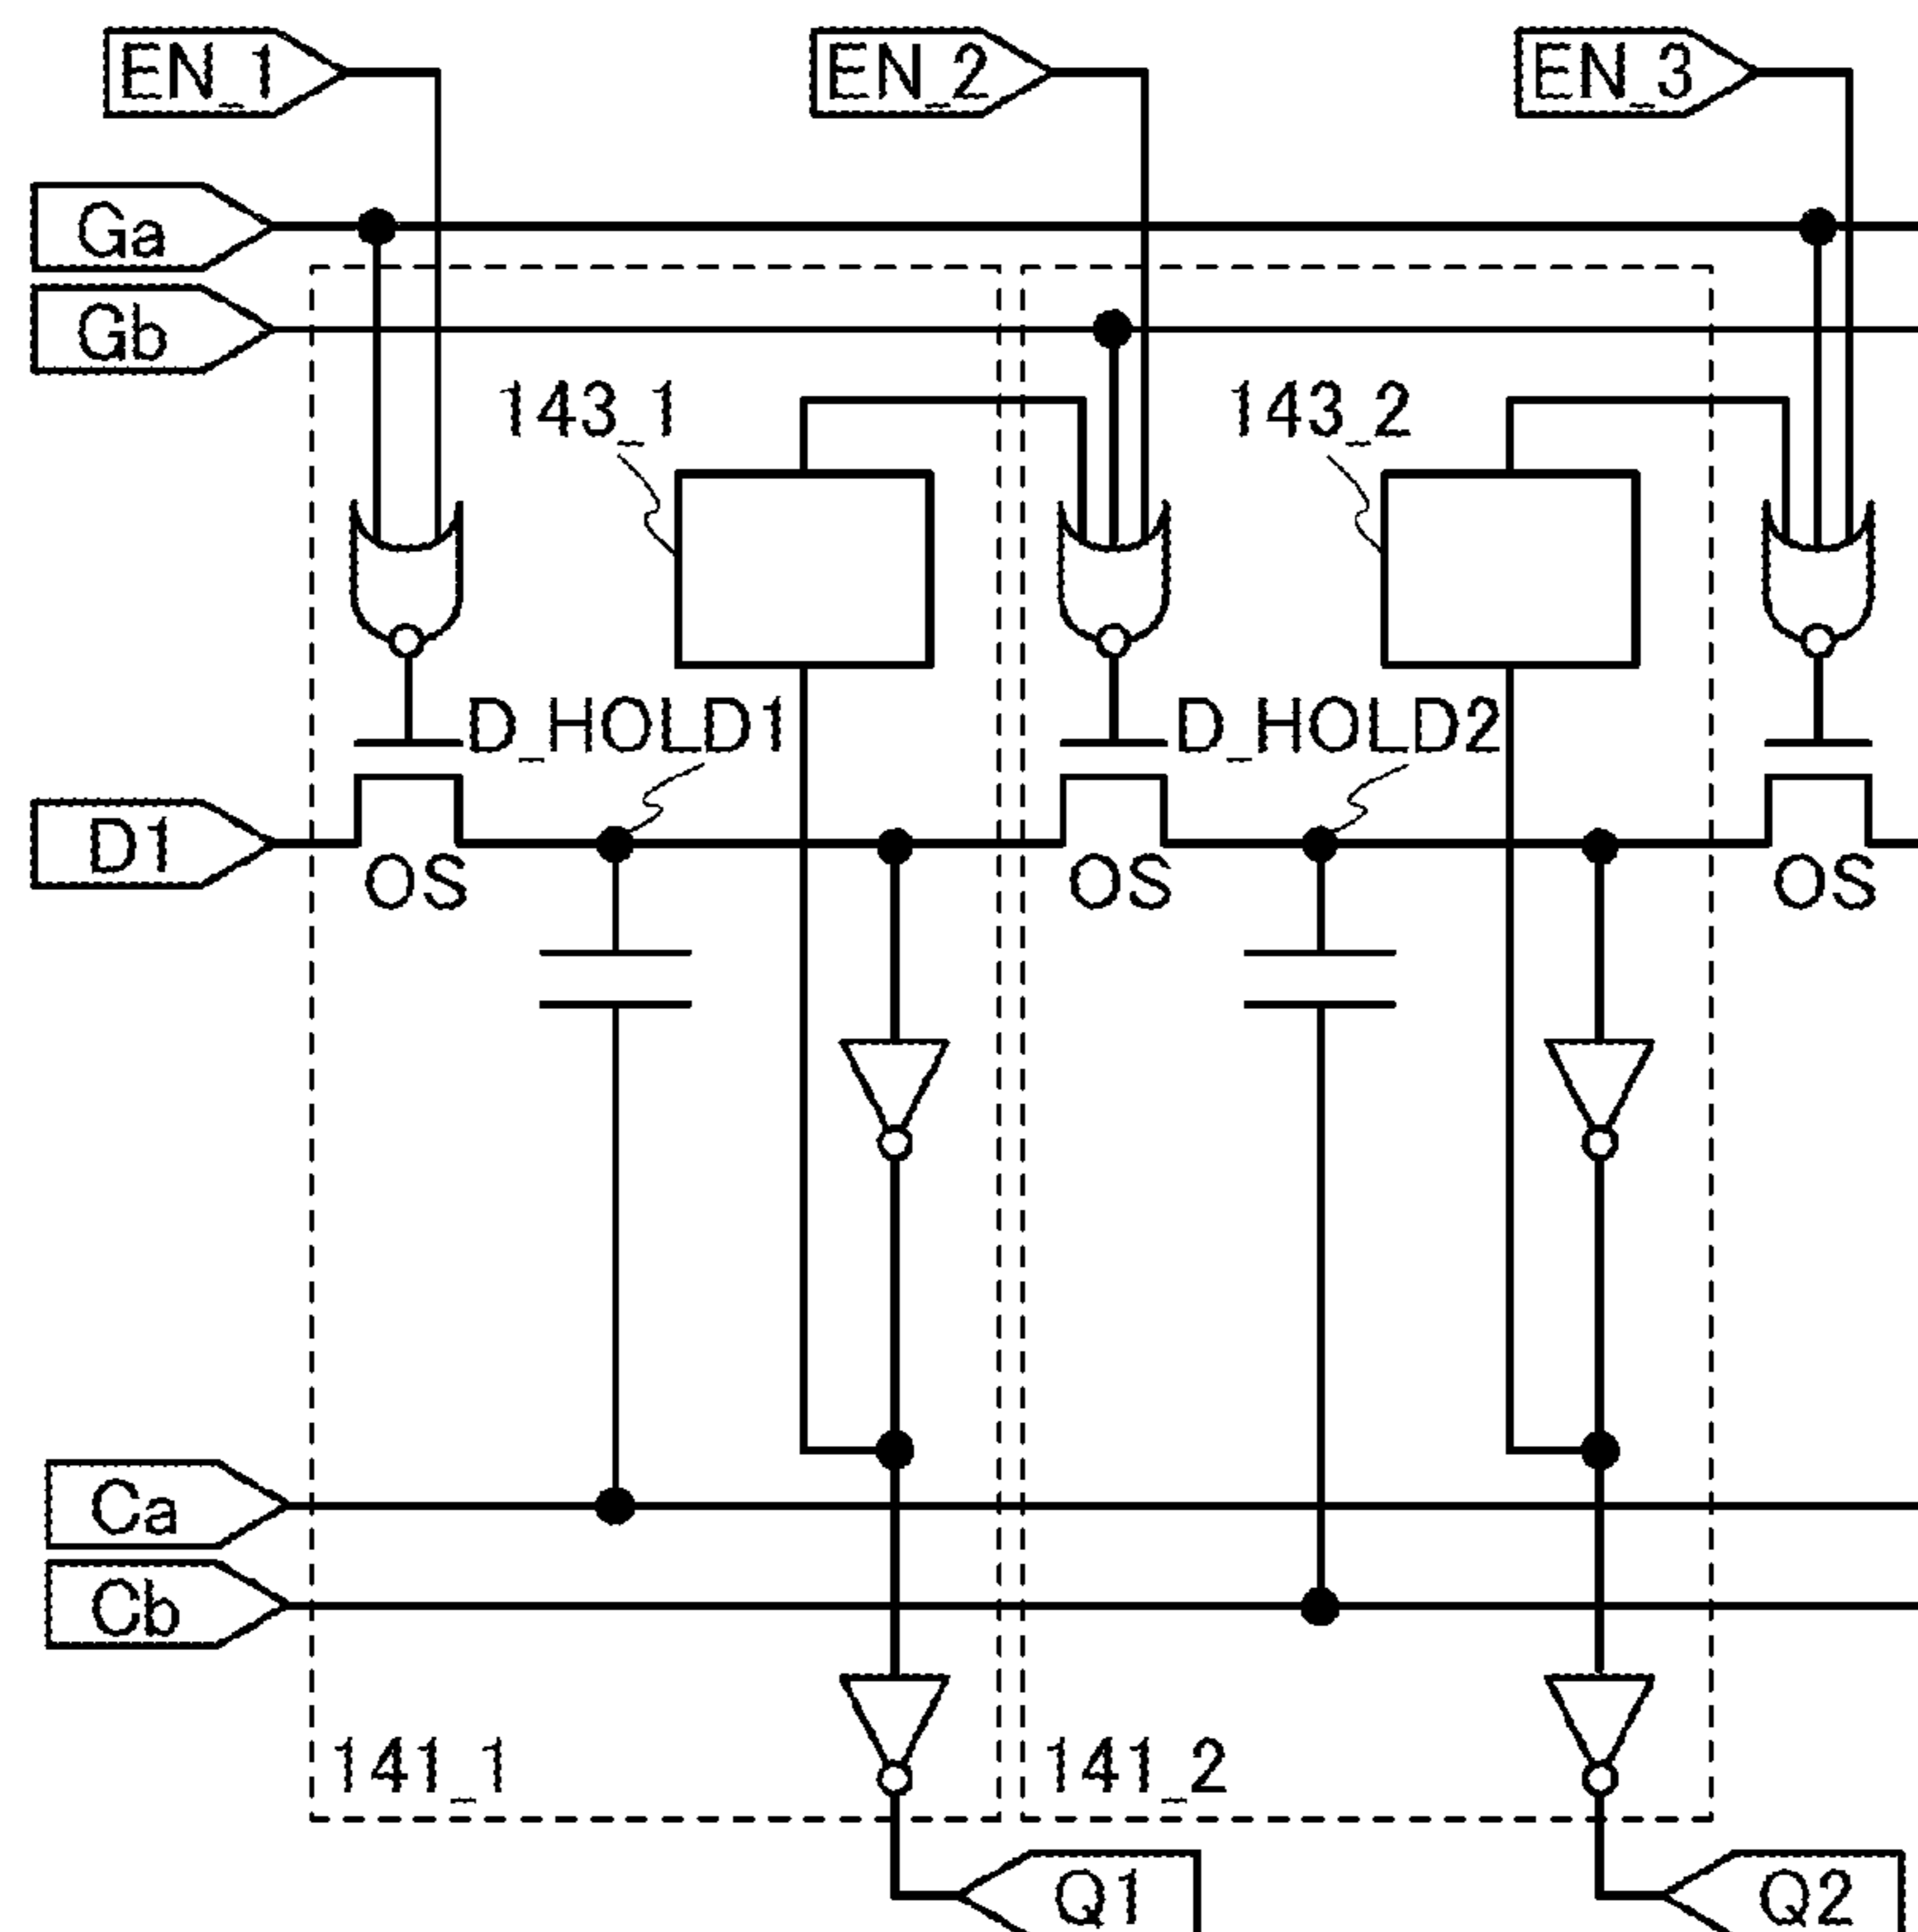 EN_1
EN_2
EN_3
Ga
Gb
143_1
143_2
D_HOLD1
D_HOLD2
D1
OS
OS
OS
Ca
Cb
141_1
141_2
Q1
Q2